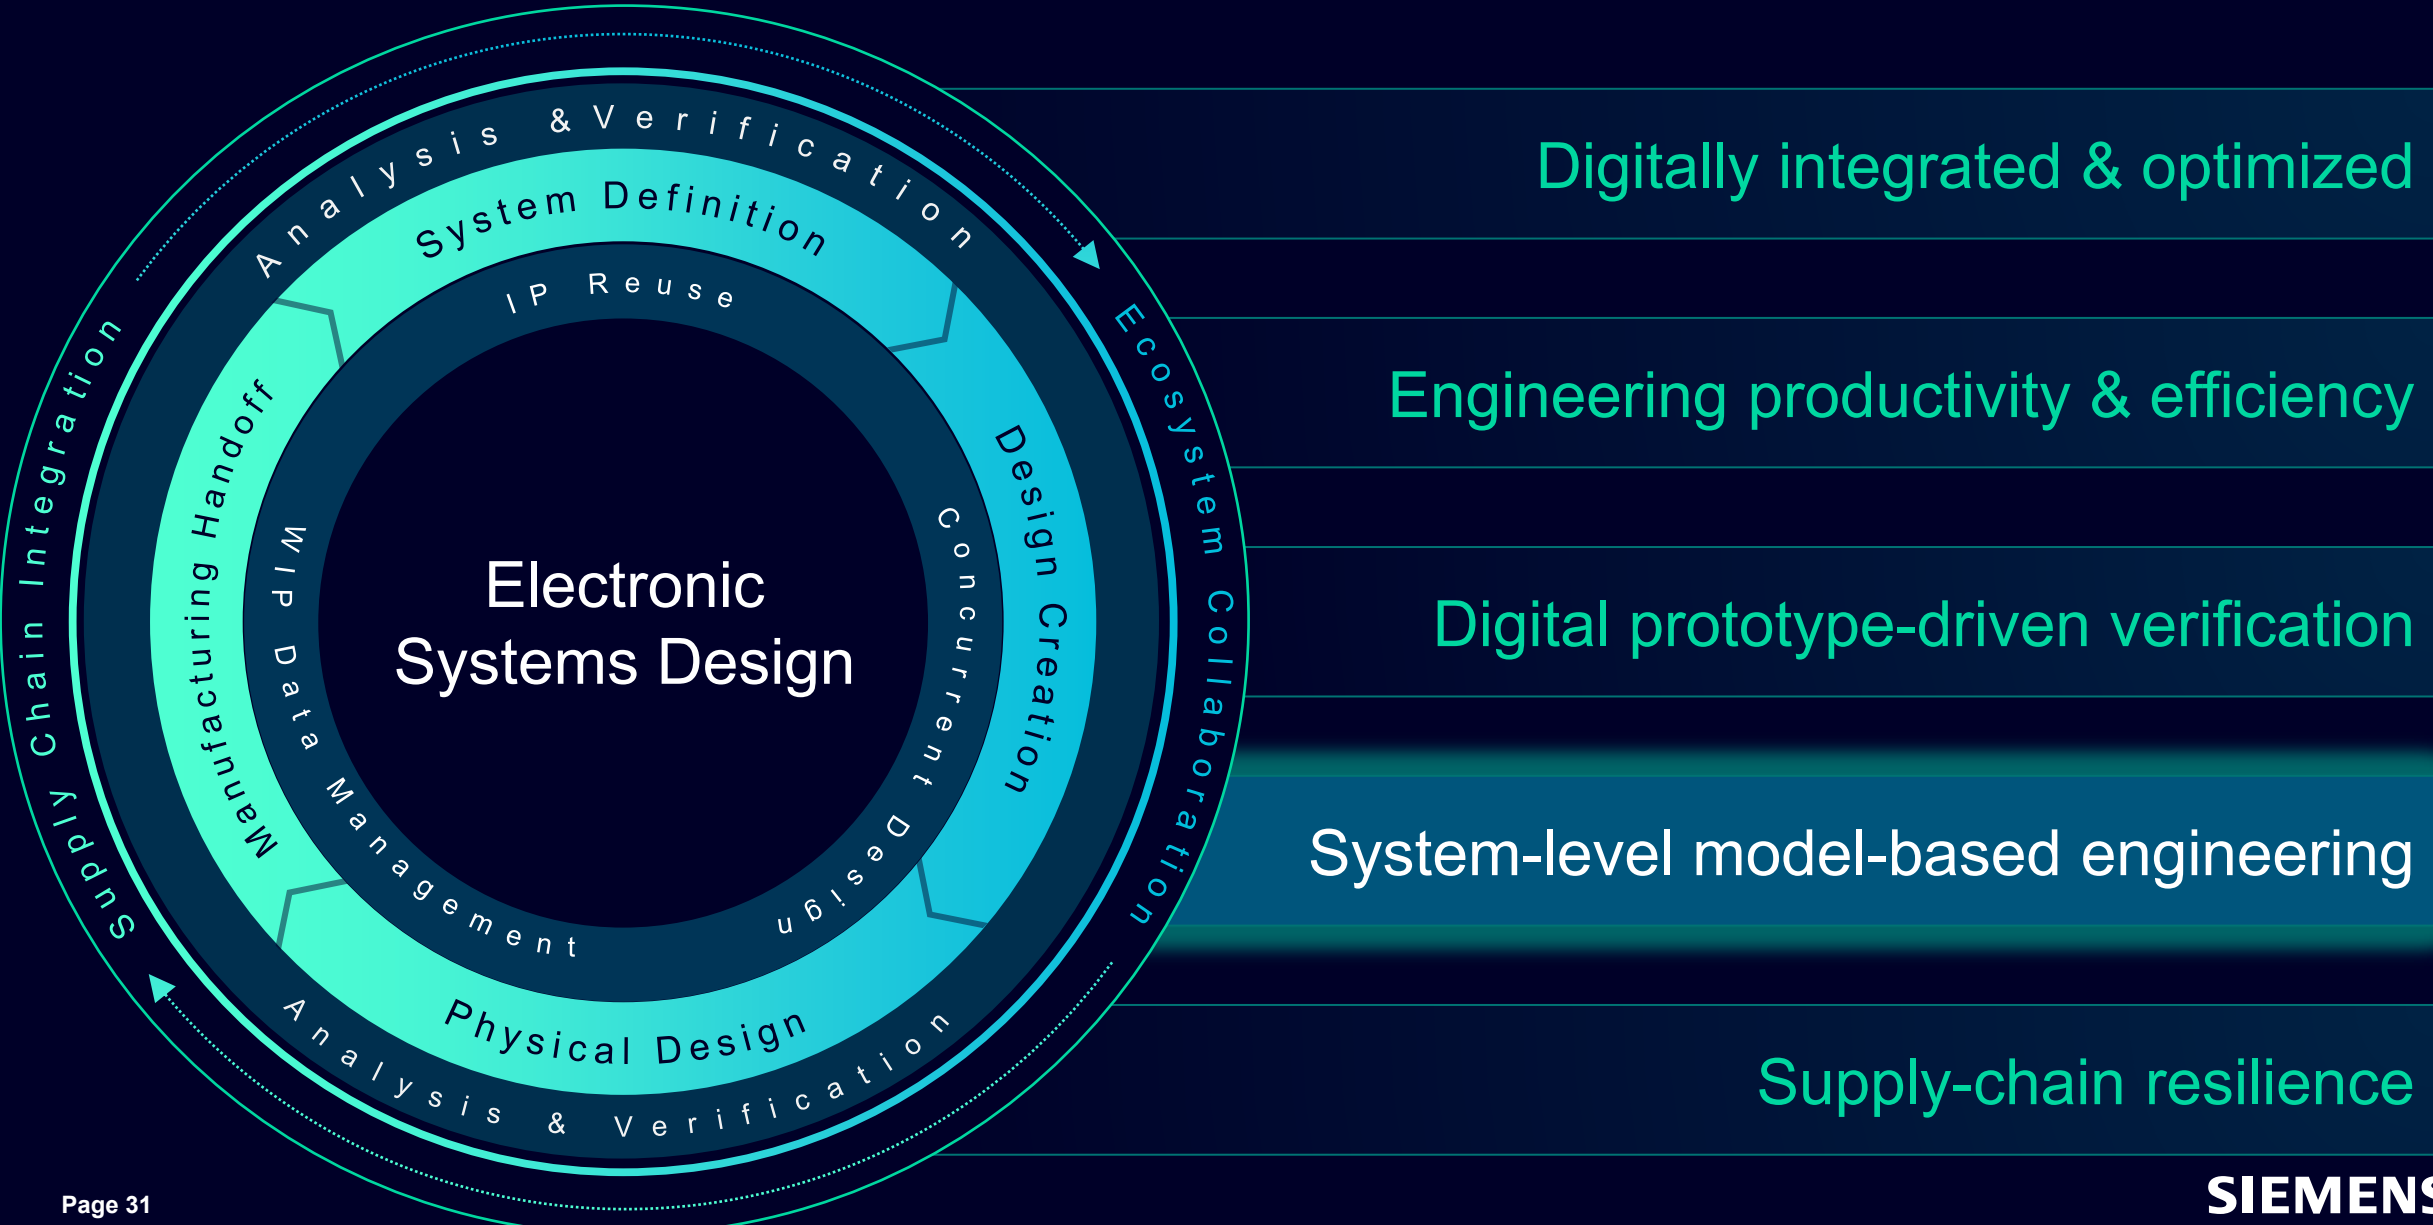 Analysis & Verification
System Definition
IP Reuse
Supply Chain Integration
Manufacturing Handoff
WIP Data Management
Electronic
Systems Design
Concurrent Design
Design Creation
Ecosystem Collaboration
Physical Design
Analysis & Verification
Digitally integrated & optimized
Engineering productivity & efficiency
Digital prototype-driven verification
System-level model-based engineering
Supply-chain resilience
Page 31
SIEMENS